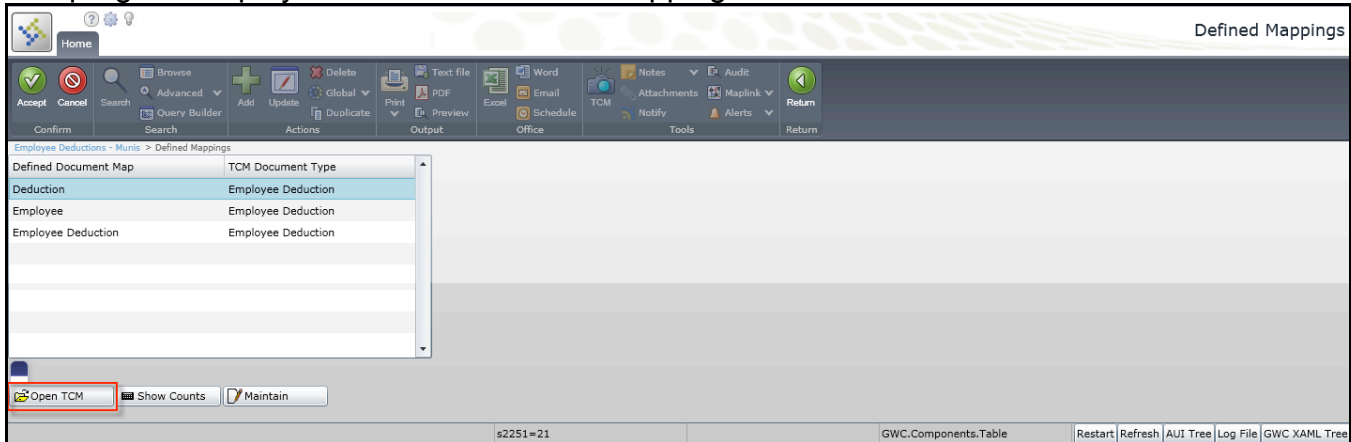 Defined Mappings
Home
Browse Delete Text file Word Notes Audit
Advanced Global PDF Email Attachments Maplink
Accept Cancel Search Query Builder Add Update Duplicate Print Preview Excel Schedule TCM Notify Alerts Return
Confirm Search Actions Output Office Tools Return
Employee Deductions - Munis > Defined Mappings
Defined Document Map TCM Document Type
Deduction Employee Deduction
Employee Employee Deduction
Employee Deduction Employee Deduction
Open TCM Show Counts Maintain
s2251=21 GWC.Components.Table Restart Refresh AUI Tree Log File GWC XAML Tree